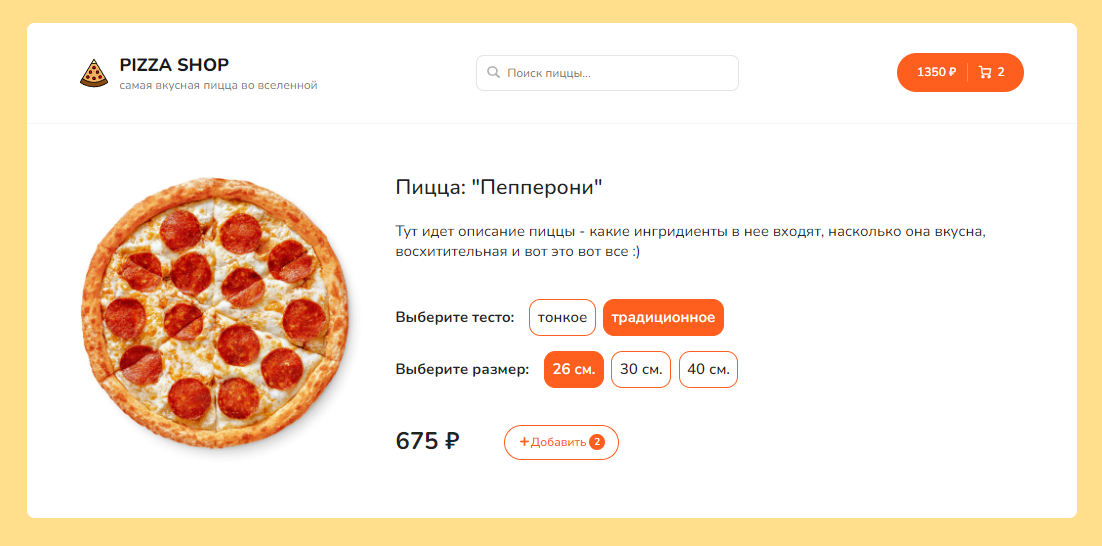 PIZZA SHOP
самая вкусная пицца во вселенной
Поиск пиццы...
1350 ₽ 2
Пицца: "Пепперони"
Тут идет описание пиццы - какие ингридиенты в нее входят, насколько она вкусна,
восхитительная и вот это вот все :)
Выберите тесто: тонкое традиционное
Выберите размер: 26 см. 30 см. 40 см.
675 ₽ +Добавить 2